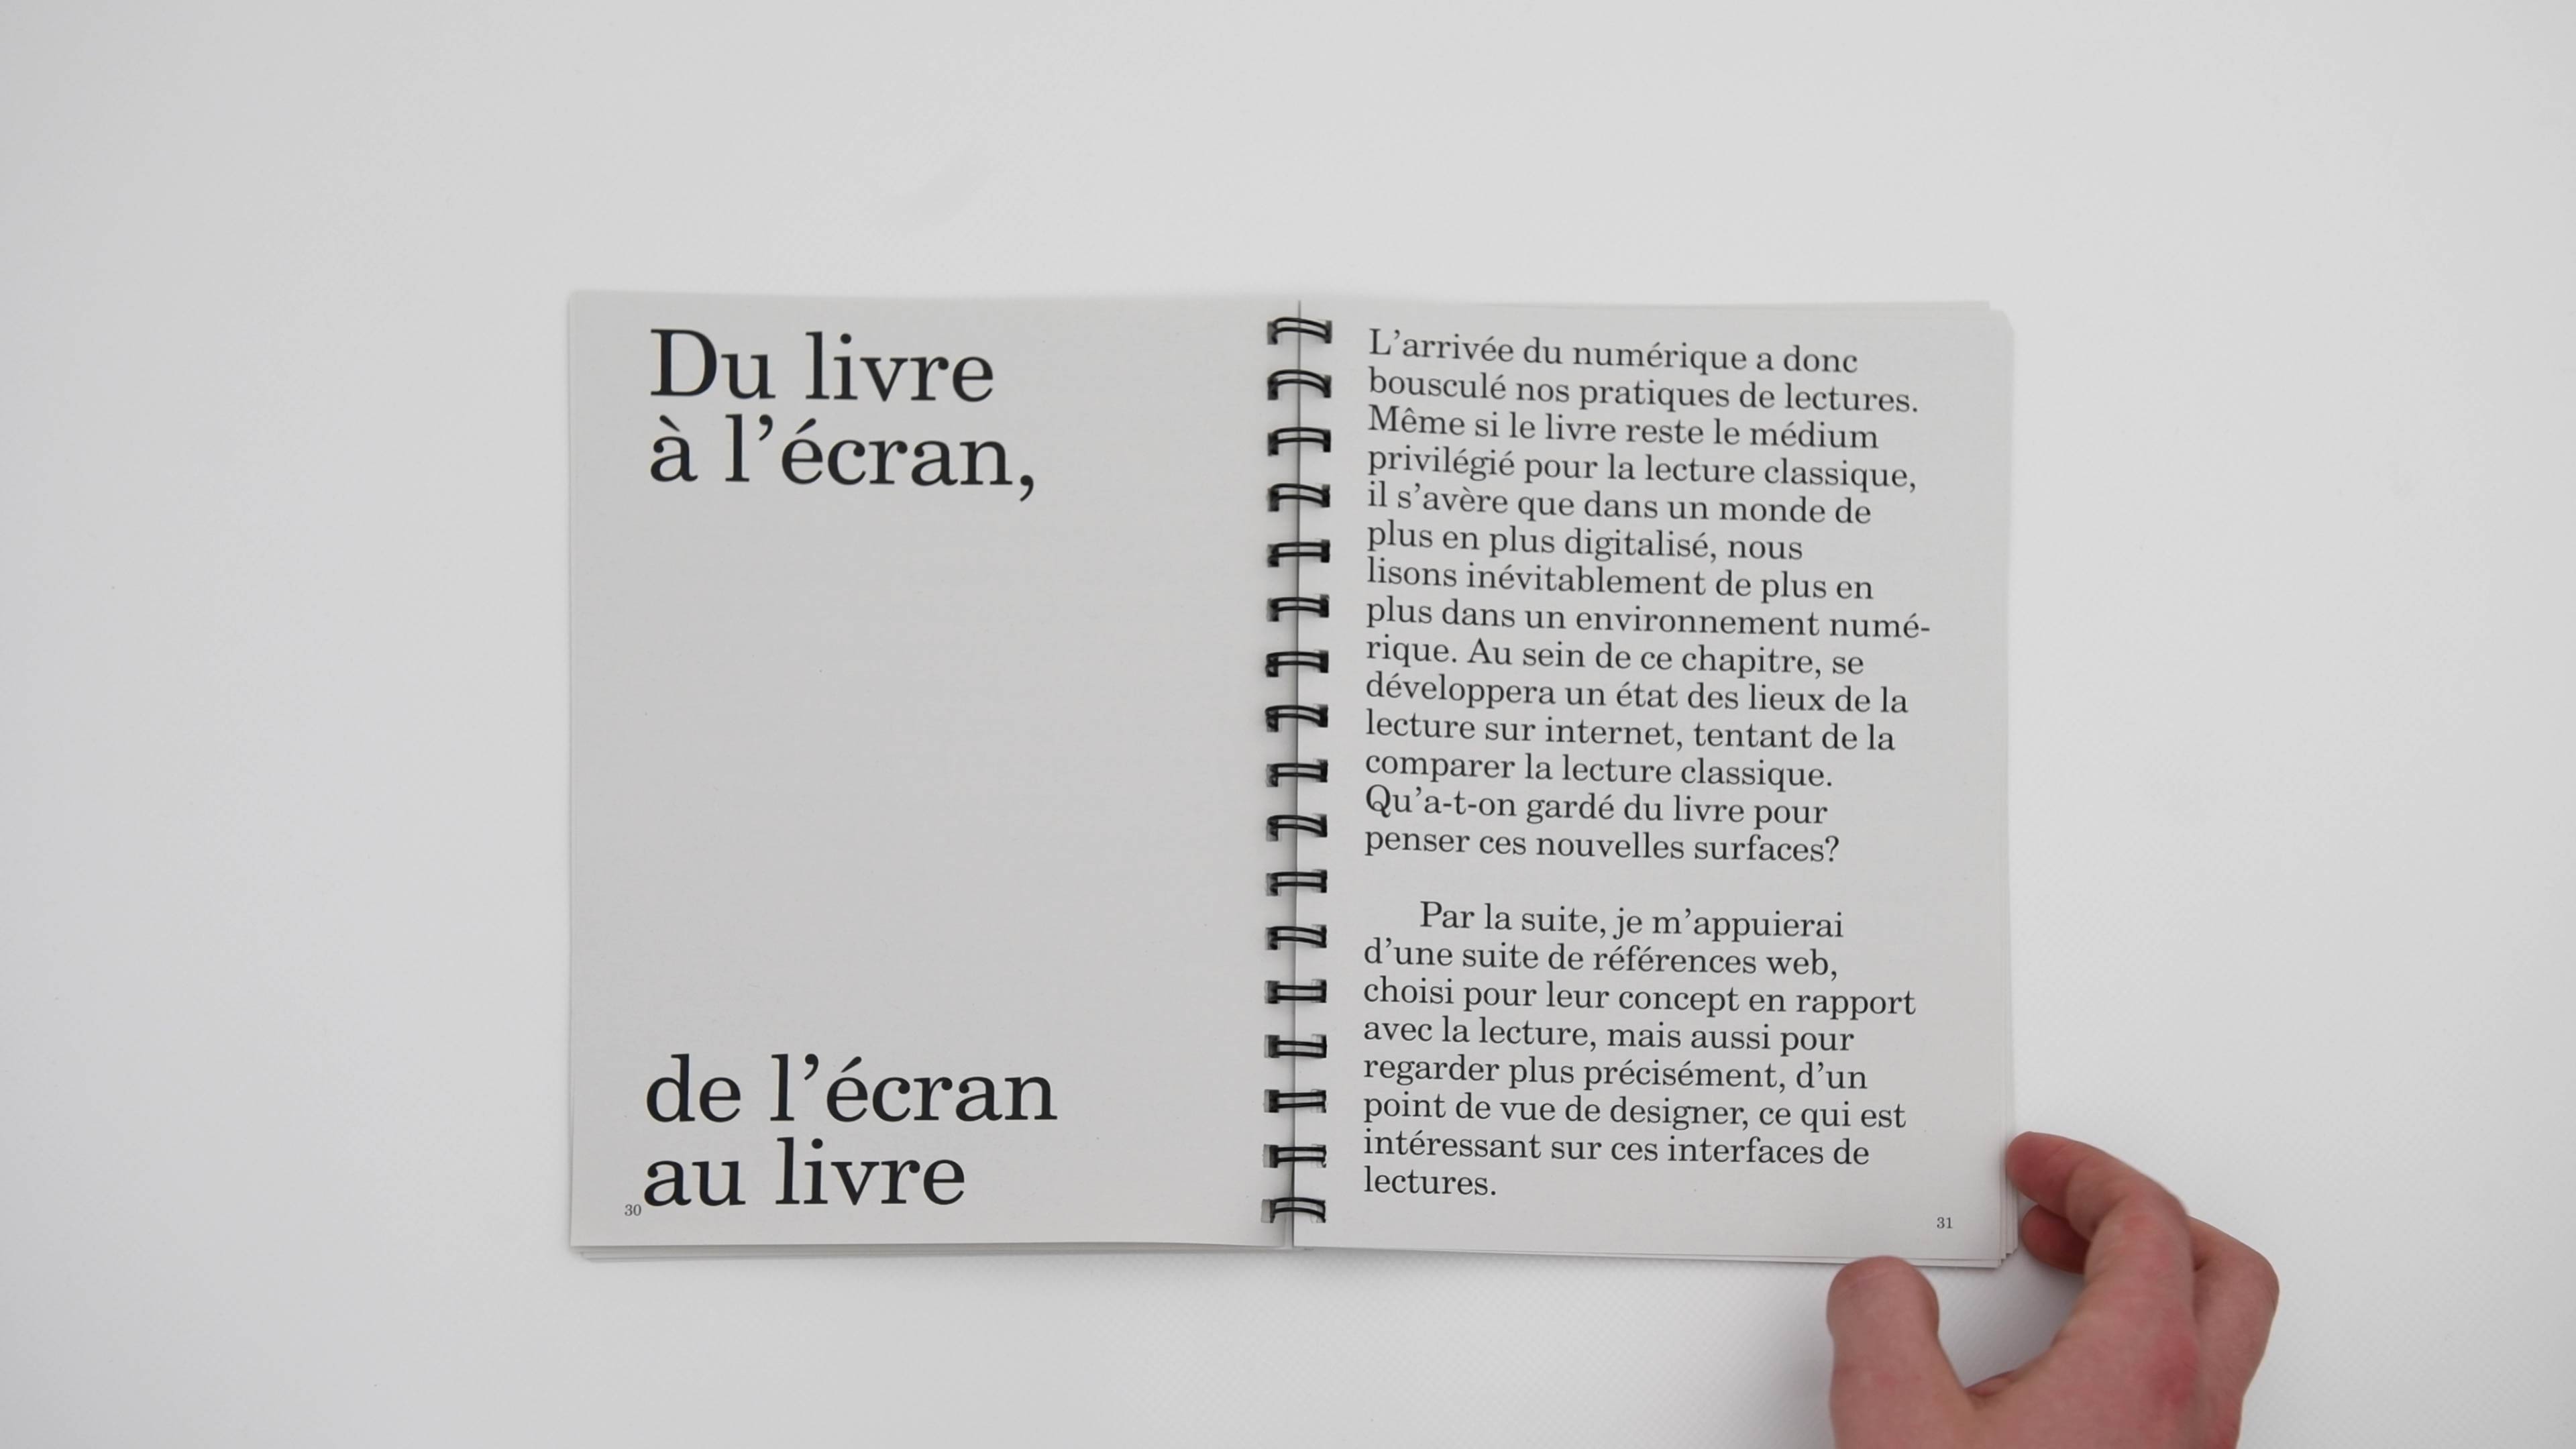 Du livre
à l’écran,
de l’écran
au livre
30
L’arrivée du numérique a donc
bousculé nos pratiques de lectures.
Même si le livre reste le médium
privilégié pour la lecture classique,
il s’avère que dans un monde de
plus en plus digitalisé, nous
lisons inévitablement de plus en
plus dans un environnement numé-
rique. Au sein de ce chapitre, se
développera un état des lieux de la
lecture sur internet, tentant de la
comparer la lecture classique.
Qu’a-t-on gardé du livre pour
penser ces nouvelles surfaces?
Par la suite, je m’appuierai
d’une suite de références web,
choisi pour leur concept en rapport
avec la lecture, mais aussi pour
regarder plus précisément, d’un
point de vue de designer, ce qui est
intéressant sur ces interfaces de
lectures.
31